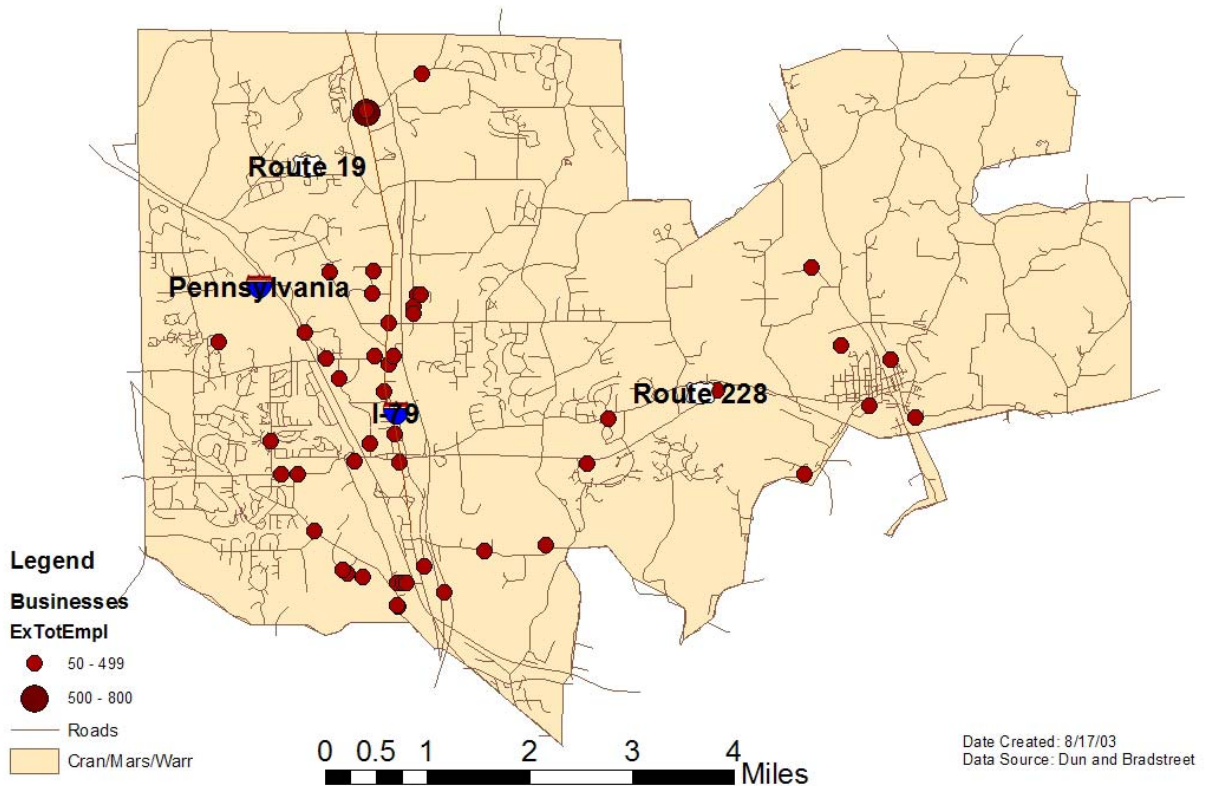 Route 19
Pennsylvania
Route 228
I-79
Legend
Businesses
ExTotEmpl
50 - 499
500 - 800
Roads
Cran/Mars/Warr
0 0.5 1 2 3 4
Miles
Date Created: 8/17/03
Data Source: Dun and Bradstreet